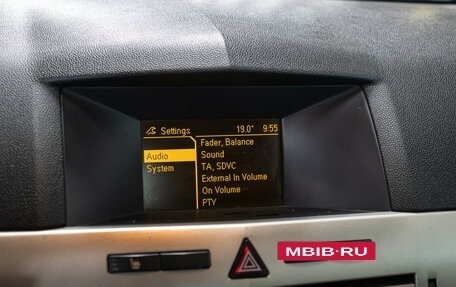 Settings 19.0° 9:55
Audio
System
Fader, Balance
Sound
TA, SDVC
External In Volume
On Volume
PTY
MBIB·RU